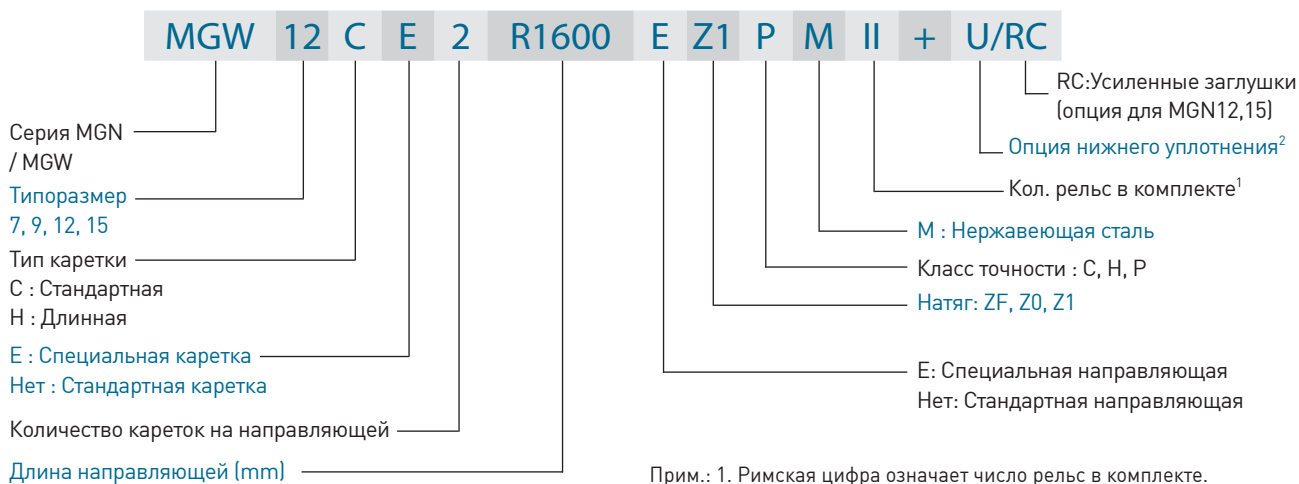 MGW 12 C E 2 R1600 E Z1 P M II + U/RC
Серия MGN
/ MGW
Типоразмер
7, 9, 12, 15
Тип каретки
C : Стандартная
H : Длинная
E : Специальная каретка
Нет : Стандартная каретка
Количество кареток на направляющей
Длина направляющей (mm)
RC:Усиленные заглушки
(опция для MGN12,15)
Опция нижнего уплотнения²
Кол. рельс в комплекте¹
M : Нержавеющая сталь
Класс точности : C, H, P
Натяг: ZF, Z0, Z1
E: Специальная направляющая
Нет: Стандартная направляющая
Прим.: 1. Римская цифра означает число рельс в комплекте.